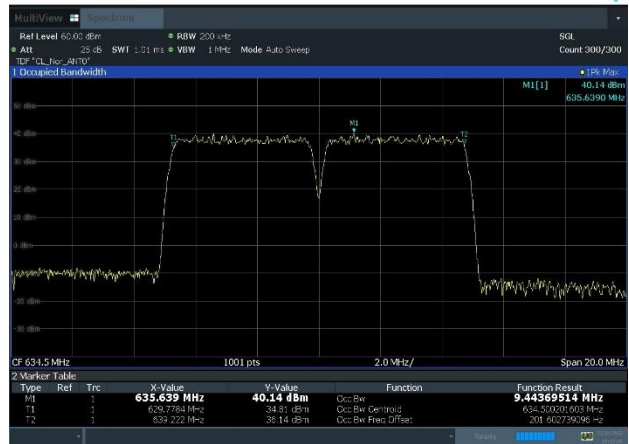 MultiView Spectrum
Ref Level 60.00 dBm RBW 200 kHz SGL
Att 25 dB SWT 1.01 ms VBW 1 MHz Mode Auto Sweep Count 300/300
TDF "CL_Nor_ANT0"
1 Occupied Bandwidth 1Pk Max
M1[1] 40.14 dBm
635.6390 MHz
50 dBm
M1
40 dBm
T1 T2
30 dBm
20 dBm
10 dBm
0 dBm
-20 dBm
-30 dBm
CF 634.5 MHz 1001 pts 2.0 MHz/ Span 20.0 MHz
2 Marker Table
Type Ref Trc X-Value Y-Value Function Function Result
M1 1 635.639 MHz 40.14 dBm Occ Bw 9.44369514 MHz
T1 1 629.7784 MHz 34.81 dBm Occ Bw Centroid 634.500201603 MHz
T2 1 639.222 MHz 36.14 dBm Occ Bw Freq Offset 201.602739096 Hz
Ready